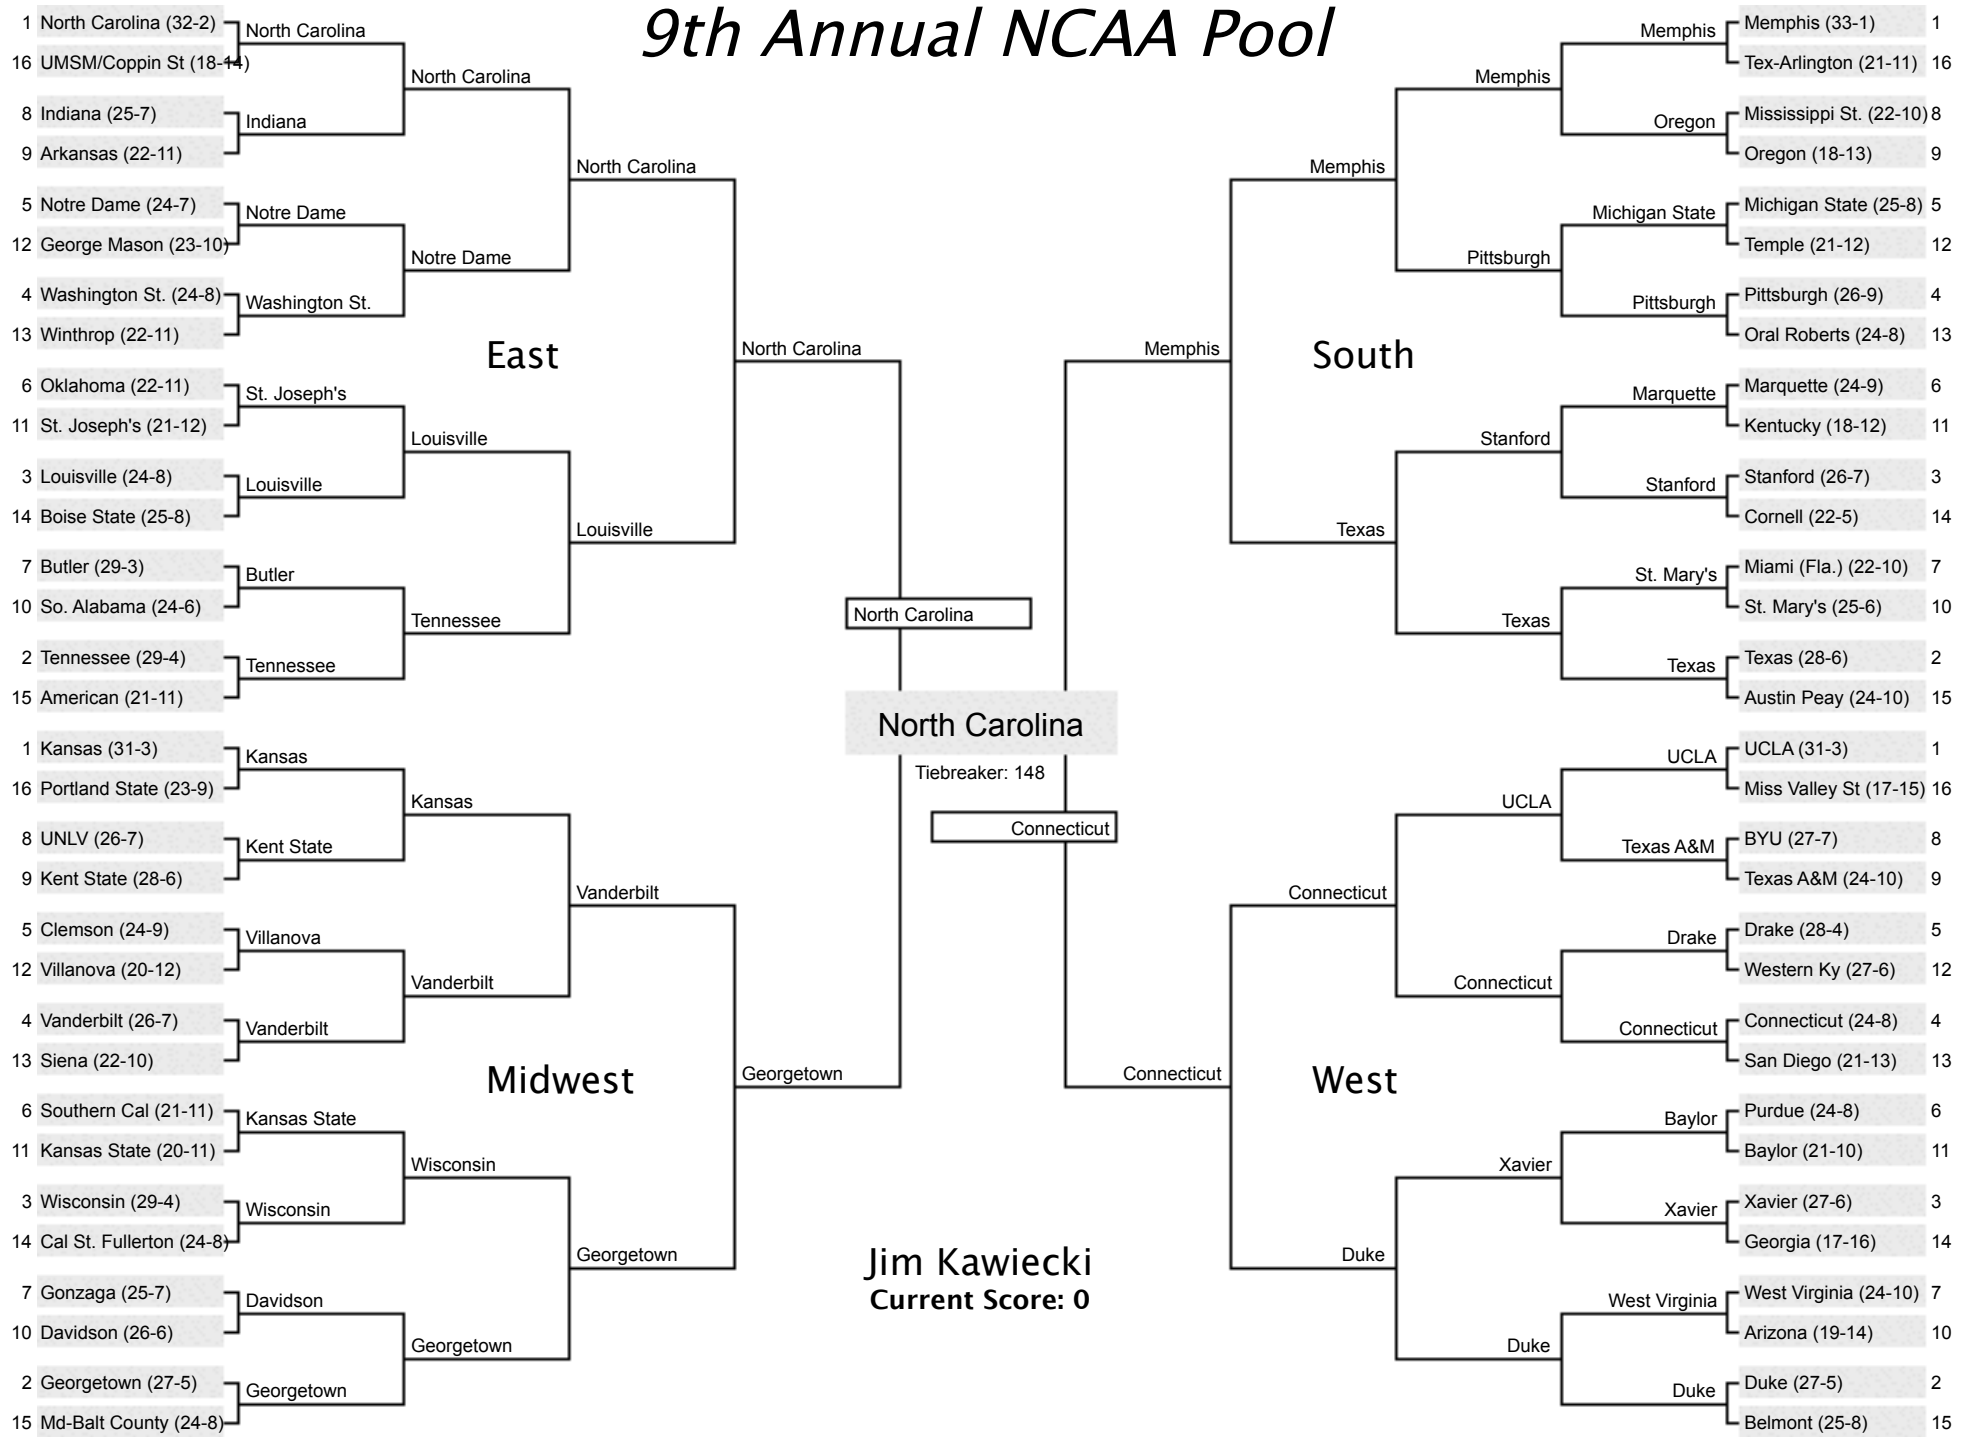 9th Annual NCAA Pool
1 North Carolina (32-2)
16 UMSM/Coppin St (18-14)
8 Indiana (25-7)
9 Arkansas (22-11)
5 Notre Dame (24-7)
12 George Mason (23-10)
4 Washington St. (24-8)
13 Winthrop (22-11)
6 Oklahoma (22-11)
11 St. Joseph's (21-12)
3 Louisville (24-8)
14 Boise State (25-8)
7 Butler (29-3)
10 So. Alabama (24-6)
2 Tennessee (29-4)
15 American (21-11)
North Carolina
Indiana
Notre Dame
Washington St.
St. Joseph's
Louisville
Butler
Tennessee
North Carolina
Notre Dame
Louisville
Tennessee
North Carolina
Louisville
East
North Carolina
1 Kansas (31-3)
16 Portland State (23-9)
8 UNLV (26-7)
9 Kent State (28-6)
5 Clemson (24-9)
12 Villanova (20-12)
4 Vanderbilt (26-7)
13 Siena (22-10)
6 Southern Cal (21-11)
11 Kansas State (20-11)
3 Wisconsin (29-4)
14 Cal St. Fullerton (24-8)
7 Gonzaga (25-7)
10 Davidson (26-6)
2 Georgetown (27-5)
15 Md-Balt County (24-8)
Kansas
Kent State
Villanova
Vanderbilt
Kansas State
Wisconsin
Davidson
Georgetown
Kansas
Vanderbilt
Wisconsin
Georgetown
Vanderbilt
Georgetown
Midwest
Georgetown
North Carolina
North Carolina
Tiebreaker: 148
Connecticut
Jim Kawiecki
Current Score: 0
Memphis
South
Memphis
Texas
Memphis
Pittsburgh
Stanford
Texas
Memphis
Oregon
Michigan State
Pittsburgh
Marquette
Stanford
St. Mary's
Texas
Memphis (33-1) 1
Tex-Arlington (21-11) 16
Mississippi St. (22-10) 8
Oregon (18-13) 9
Michigan State (25-8) 5
Temple (21-12) 12
Pittsburgh (26-9) 4
Oral Roberts (24-8) 13
Marquette (24-9) 6
Kentucky (18-12) 11
Stanford (26-7) 3
Cornell (22-5) 14
Miami (Fla.) (22-10) 7
St. Mary's (25-6) 10
Texas (28-6) 2
Austin Peay (24-10) 15
Connecticut
West
Connecticut
Duke
UCLA
Connecticut
Xavier
Duke
UCLA
Texas A&M
Drake
Connecticut
Baylor
Xavier
West Virginia
Duke
UCLA (31-3) 1
Miss Valley St (17-15) 16
BYU (27-7) 8
Texas A&M (24-10) 9
Drake (28-4) 5
Western Ky (27-6) 12
Connecticut (24-8) 4
San Diego (21-13) 13
Purdue (24-8) 6
Baylor (21-10) 11
Xavier (27-6) 3
Georgia (17-16) 14
West Virginia (24-10) 7
Arizona (19-14) 10
Duke (27-5) 2
Belmont (25-8) 15